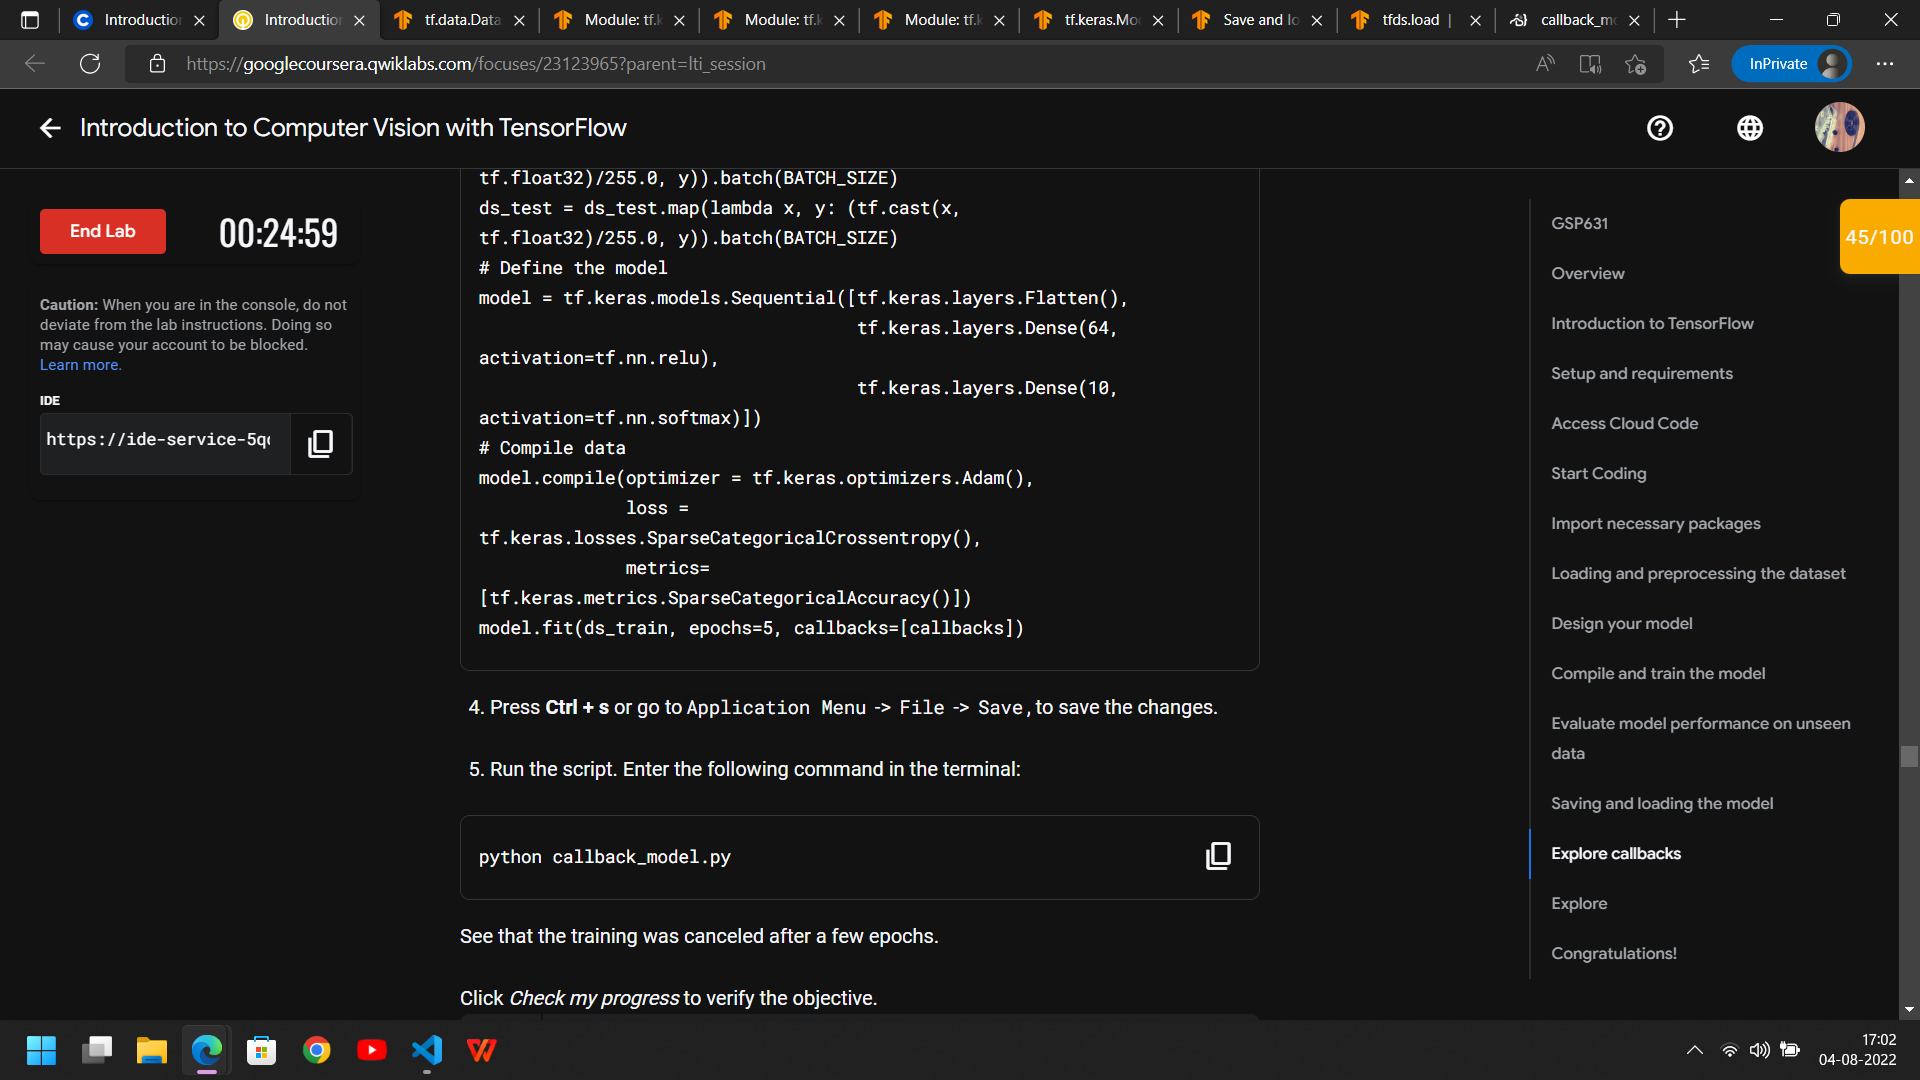 Introduction
Introduction
tf.data.Data
Module: tf.k
Module: tf.k
Module: tf.k
tf.keras.Mo
Save and lo
tfds.load |
callback_mo
https://googlecoursera.qwiklabs.com/focuses/23123965?parent=lti_session
InPrivate
Introduction to Computer Vision with TensorFlow
End Lab
00:24:59
Caution: When you are in the console, do not
deviate from the lab instructions. Doing so
may cause your account to be blocked.
Learn more.
IDE
https://ide-service-5qc
tf.float32)/255.0, y)).batch(BATCH_SIZE)
ds_test = ds_test.map(lambda x, y: (tf.cast(x,
tf.float32)/255.0, y)).batch(BATCH_SIZE)
# Define the model
model = tf.keras.models.Sequential([tf.keras.layers.Flatten(),
tf.keras.layers.Dense(64,
activation=tf.nn.relu),
tf.keras.layers.Dense(10,
activation=tf.nn.softmax)])
# Compile data
model.compile(optimizer = tf.keras.optimizers.Adam(),
loss =
tf.keras.losses.SparseCategoricalCrossentropy(),
metrics=
[tf.keras.metrics.SparseCategoricalAccuracy()])
model.fit(ds_train, epochs=5, callbacks=[callbacks])
4. Press Ctrl + s or go to Application Menu -> File -> Save, to save the changes.
5. Run the script. Enter the following command in the terminal:
python callback_model.py
See that the training was canceled after a few epochs.
Click Check my progress to verify the objective.
GSP631
45/100
Overview
Introduction to TensorFlow
Setup and requirements
Access Cloud Code
Start Coding
Import necessary packages
Loading and preprocessing the dataset
Design your model
Compile and train the model
Evaluate model performance on unseen
data
Saving and loading the model
Explore callbacks
Explore
Congratulations!
17:02
04-08-2022